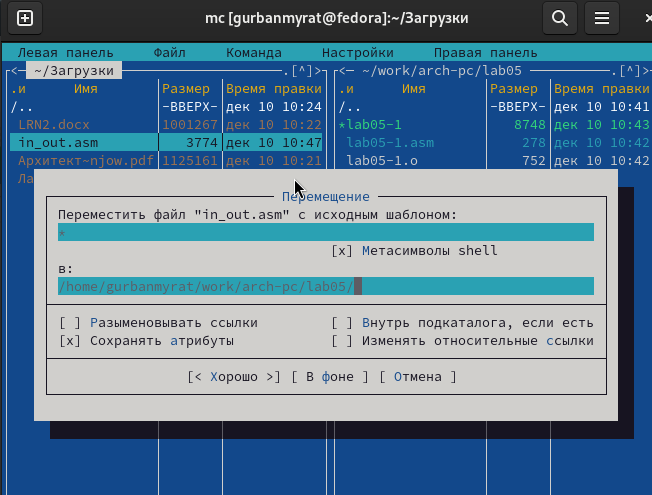 mc [gurbanmyrat@fedora]:~/Загрузки
Левая панель Файл Команда Настройки Правая панель
<— ~/Загрузки .[^]> <— ~/work/arch-pc/lab05 .[^]>
.и Имя Размер Время правки .и Имя Размер Время правки
/.. -ВВЕРХ- дек 10 10:24 /.. -ВВЕРХ- дек 10 10:41
LRN2.docx 1001267 дек 10 10:22 *lab05-1 8748 дек 10 10:43
in_out.asm 3774 дек 10 10:47 lab05-1.asm 278 дек 10 10:42
Архитект~njow.pdf 1125161 дек 10 10:21 lab05-1.o 752 дек 10 10:42
Ла
Перемещение
Переместить файл "in_out.asm" с исходным шаблоном:
*
[x] Метасимволы shell
в:
/home/gurbanmyrat/work/arch-pc/lab05/
[ ] Разыменовывать ссылки [ ] Внутрь подкаталога, если есть
[x] Сохранять атрибуты [ ] Изменять относительные ссылки
[< Хорошо >] [ В фоне ] [ Отмена ]